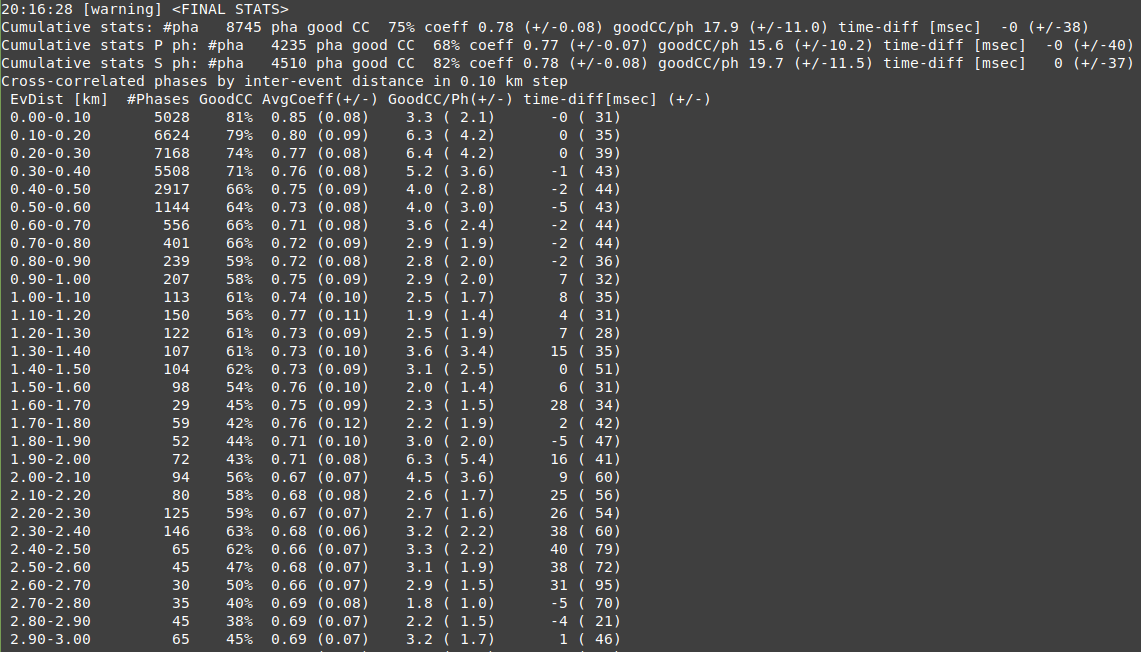 20:16:28 [warning] <FINAL STATS>
Cumulative stats: #pha   8745 pha good CC  75% coeff 0.78 (+/-0.08) goodCC/ph 17.9 (+/-11.0) time-diff [msec]  -0 (+/-38)
Cumulative stats P ph: #pha   4235 pha good CC  68% coeff 0.77 (+/-0.07) goodCC/ph 15.6 (+/-10.2) time-diff [msec]  -0 (+/-40)
Cumulative stats S ph: #pha   4510 pha good CC  82% coeff 0.78 (+/-0.08) goodCC/ph 19.7 (+/-11.5) time-diff [msec]   0 (+/-37)
Cross-correlated phases by inter-event distance in 0.10 km step
 EvDist [km]  #Phases GoodCC AvgCoeff(+/-) GoodCC/Ph(+/-) time-diff[msec] (+/-)
 0.00-0.10       5028    81%  0.85 (0.08)    3.3 ( 2.1)      -0 ( 31)
 0.10-0.20       6624    79%  0.80 (0.09)    6.3 ( 4.2)       0 ( 35)
 0.20-0.30       7168    74%  0.77 (0.08)    6.4 ( 4.2)       0 ( 39)
 0.30-0.40       5508    71%  0.76 (0.08)    5.2 ( 3.6)      -1 ( 43)
 0.40-0.50       2917    66%  0.75 (0.09)    4.0 ( 2.8)      -2 ( 44)
 0.50-0.60       1144    64%  0.73 (0.08)    4.0 ( 3.0)      -5 ( 43)
 0.60-0.70        556    66%  0.71 (0.08)    3.6 ( 2.4)      -2 ( 44)
 0.70-0.80        401    66%  0.72 (0.09)    2.9 ( 1.9)      -2 ( 44)
 0.80-0.90        239    59%  0.72 (0.08)    2.8 ( 2.0)      -2 ( 36)
 0.90-1.00        207    58%  0.75 (0.09)    2.9 ( 2.0)       7 ( 32)
 1.00-1.10        113    61%  0.74 (0.10)    2.5 ( 1.7)       8 ( 35)
 1.10-1.20        150    56%  0.77 (0.11)    1.9 ( 1.4)       4 ( 31)
 1.20-1.30        122    61%  0.73 (0.09)    2.5 ( 1.9)       7 ( 28)
 1.30-1.40        107    61%  0.73 (0.10)    3.6 ( 3.4)      15 ( 35)
 1.40-1.50        104    62%  0.73 (0.09)    3.1 ( 2.5)       0 ( 51)
 1.50-1.60         98    54%  0.76 (0.10)    2.0 ( 1.4)       6 ( 31)
 1.60-1.70         29    45%  0.75 (0.09)    2.3 ( 1.5)      28 ( 34)
 1.70-1.80         59    42%  0.76 (0.12)    2.2 ( 1.9)       2 ( 42)
 1.80-1.90         52    44%  0.71 (0.10)    3.0 ( 2.0)      -5 ( 47)
 1.90-2.00         72    43%  0.71 (0.08)    6.3 ( 5.4)      16 ( 41)
 2.00-2.10         94    56%  0.67 (0.07)    4.5 ( 3.6)       9 ( 60)
 2.10-2.20         80    58%  0.68 (0.08)    2.6 ( 1.7)      25 ( 56)
 2.20-2.30        125    59%  0.67 (0.07)    2.7 ( 1.6)      26 ( 54)
 2.30-2.40        146    63%  0.68 (0.06)    3.2 ( 2.2)      38 ( 60)
 2.40-2.50         65    62%  0.66 (0.07)    3.3 ( 2.2)      40 ( 79)
 2.50-2.60         45    47%  0.68 (0.07)    3.1 ( 1.9)      38 ( 72)
 2.60-2.70         30    50%  0.66 (0.07)    2.9 ( 1.5)      31 ( 95)
 2.70-2.80         35    40%  0.69 (0.08)    1.8 ( 1.0)      -5 ( 70)
 2.80-2.90         45    38%  0.69 (0.07)    2.2 ( 1.5)      -4 ( 21)
 2.90-3.00         65    45%  0.69 (0.07)    3.2 ( 1.7)       1 ( 46)